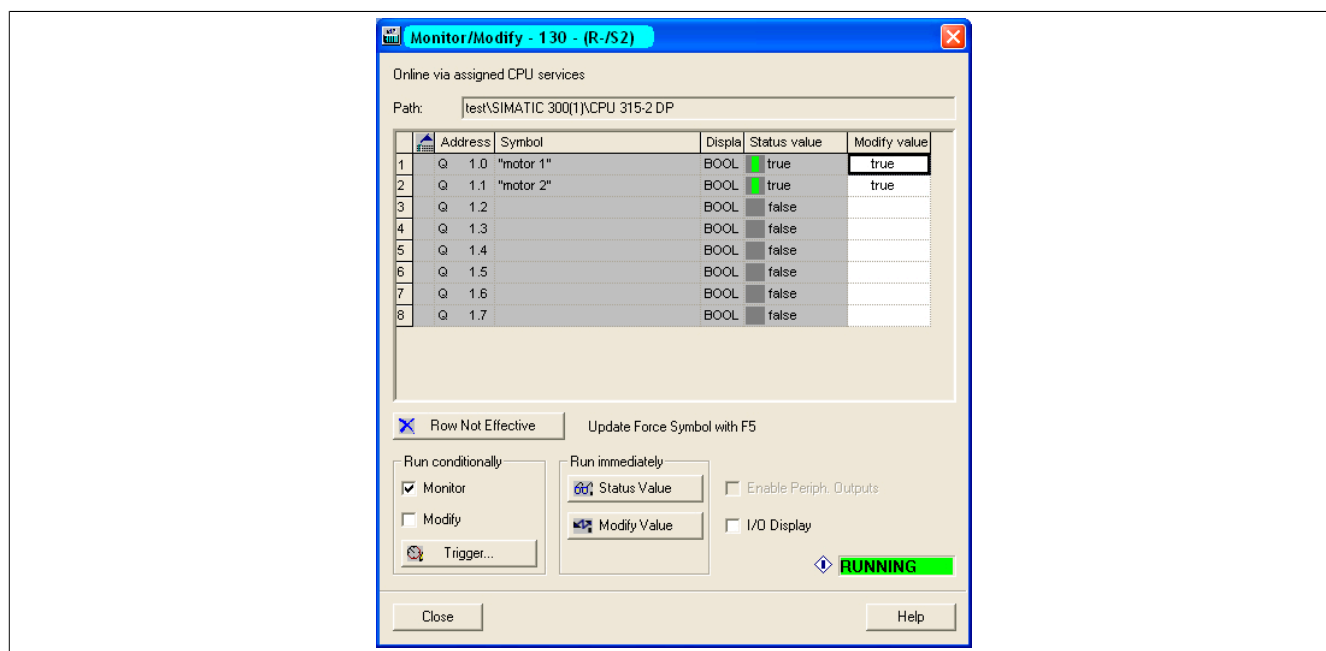 Monitor/Modify - 130 - (R-/S2)
Online via assigned CPU services
Path: test\SIMATIC 300(1)\CPU 315-2 DP
Address Symbol Displa Status value Modify value
1 Q 1.0 "motor 1" BOOL true true
2 Q 1.1 "motor 2" BOOL true true
3 Q 1.2 BOOL false
4 Q 1.3 BOOL false
5 Q 1.4 BOOL false
6 Q 1.5 BOOL false
7 Q 1.6 BOOL false
8 Q 1.7 BOOL false
Row Not Effective Update Force Symbol with F5
Run conditionally Run immediately
Monitor Status Value Enable Periph. Outputs
Modify Modify Value I/O Display
Trigger...
RUNNING
Close Help